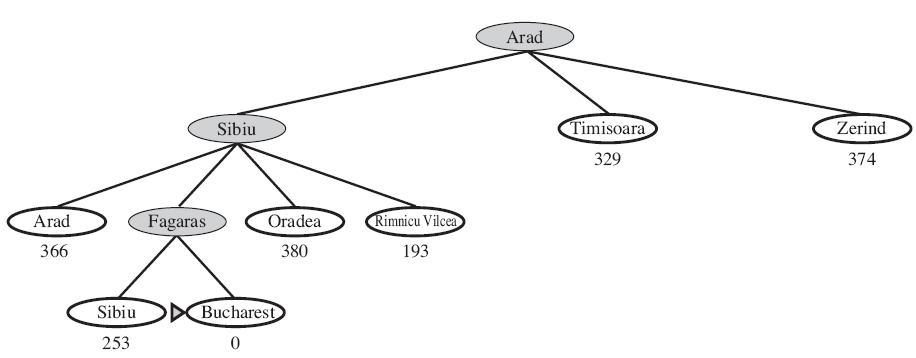 Arad
Sibiu Timisoara Zerind
329 374
Arad Fagaras Oradea Rimnicu Vilcea
366 380 193
Sibiu Bucharest
253 0